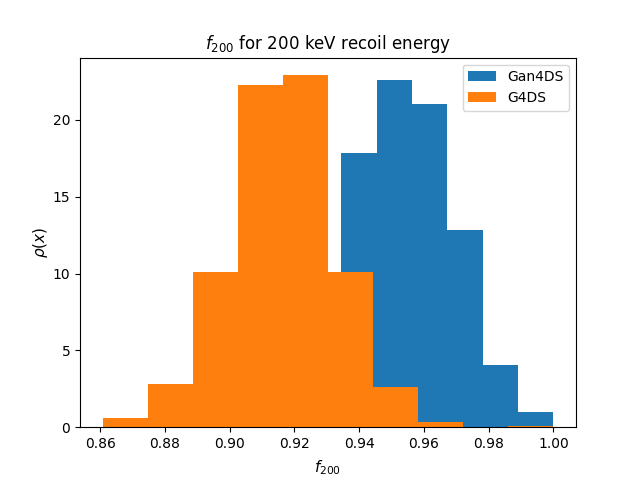 f₂₀₀ for 200 keV recoil energy
Gan4DS
G4DS
ρ(x)
20
15
10
5
0
0.86 0.88 0.90 0.92 0.94 0.96 0.98 1.00
f₂₀₀